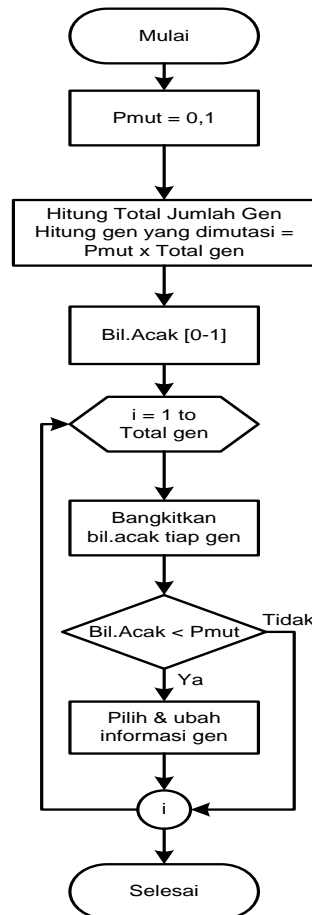 Mulai
Pmut = 0,1
Hitung Total Jumlah Gen
Hitung gen yang dimutasi =
Pmut x Total gen
Bil.Acak [0-1]
i = 1 to
Total gen
Bangkitkan
bil.acak tiap gen
Bil.Acak < Pmut
Tidak
Ya
Pilih & ubah
informasi gen
i
Selesai